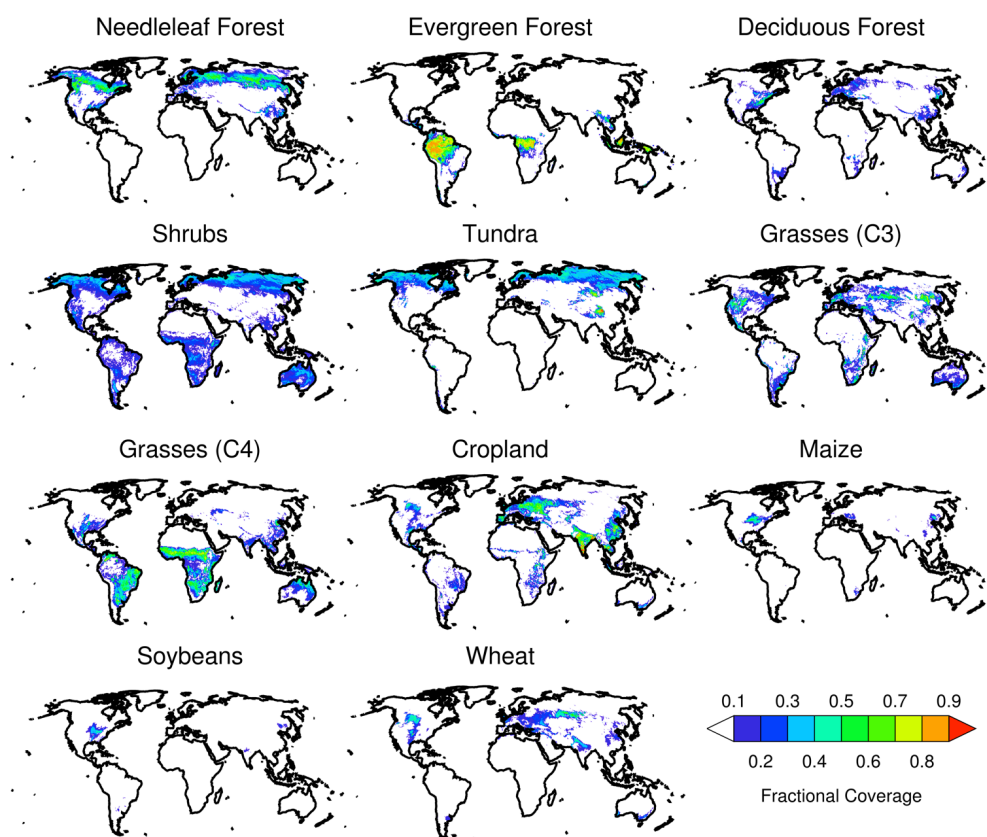 Needleleaf Forest
Evergreen Forest
Deciduous Forest
Shrubs
Tundra
Grasses (C3)
Grasses (C4)
Cropland
Maize
Soybeans
Wheat
0.1 0.3 0.5 0.7 0.9
0.2 0.4 0.6 0.8
Fractional Coverage